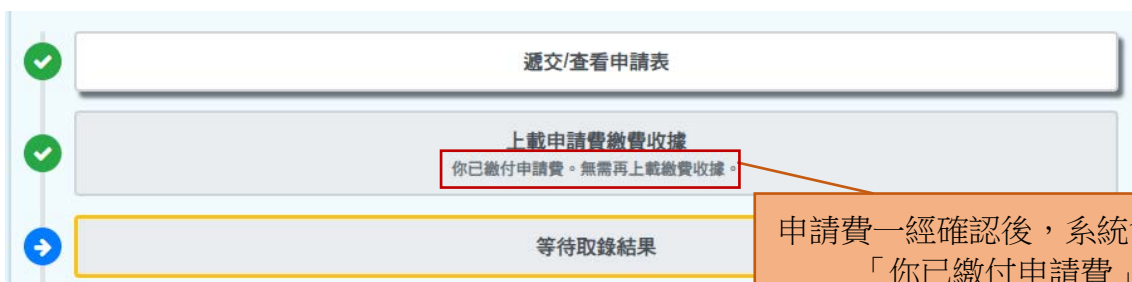 遞交/查看申請表
上載申請費繳費收據
你已繳付申請費。無需再上載繳費收據。
等待取錄結果
申請費一經確認後，系統
「你已繳付申請費」